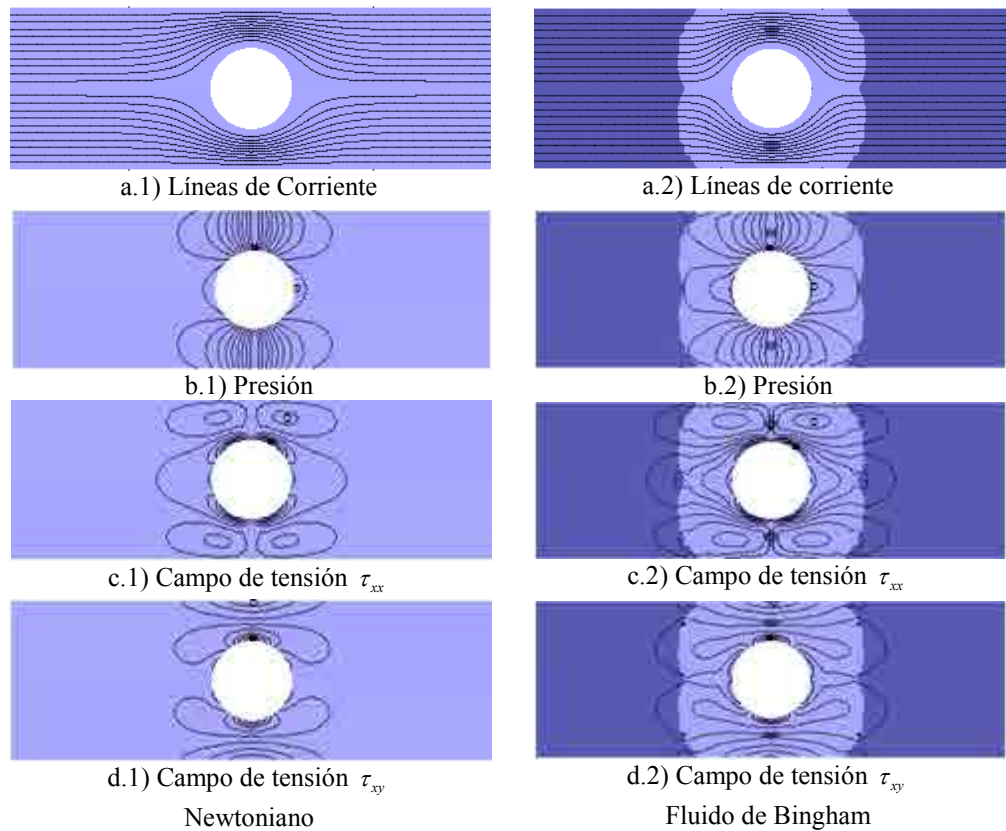 a.1) Líneas de Corriente
a.2) Líneas de corriente
b.1) Presión
b.2) Presión
c.1) Campo de tensión τxx
c.2) Campo de tensión τxx
d.1) Campo de tensión τxy
d.2) Campo de tensión τxy
Newtoniano
Fluido de Bingham